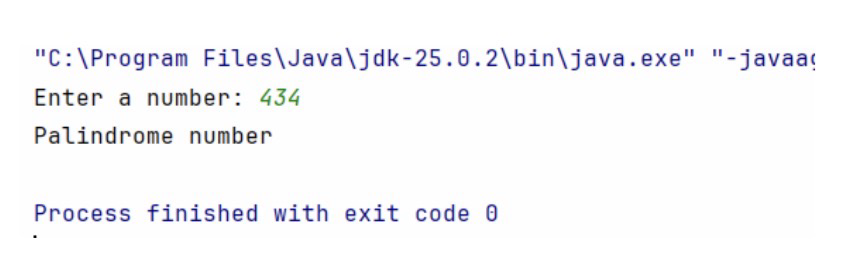 "C:\Program Files\Java\jdk-25.0.2\bin\java.exe" "-javaag
Enter a number: 434
Palindrome number
Process finished with exit code 0